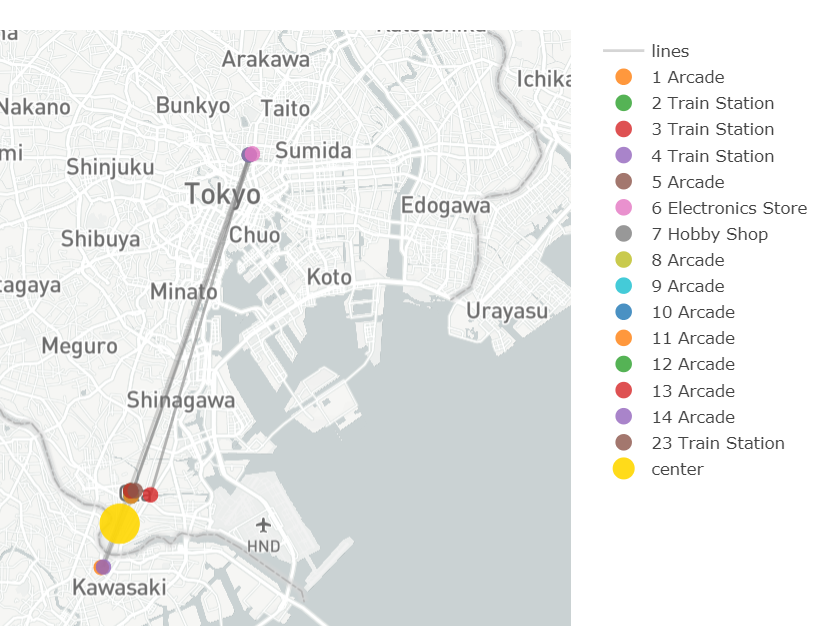 Arakawa
Ichika
Nakano
Bunkyo
Taito
mi
Sumida
Shinjuku
Tokyo
Edogawa
Shibuya
Chuo
tagaya
Minato
Koto
Urayasu
Meguro
Shinagawa
HND
Kawasaki
lines
1 Arcade
2 Train Station
3 Train Station
4 Train Station
5 Arcade
6 Electronics Store
7 Hobby Shop
8 Arcade
9 Arcade
10 Arcade
11 Arcade
12 Arcade
13 Arcade
14 Arcade
23 Train Station
center